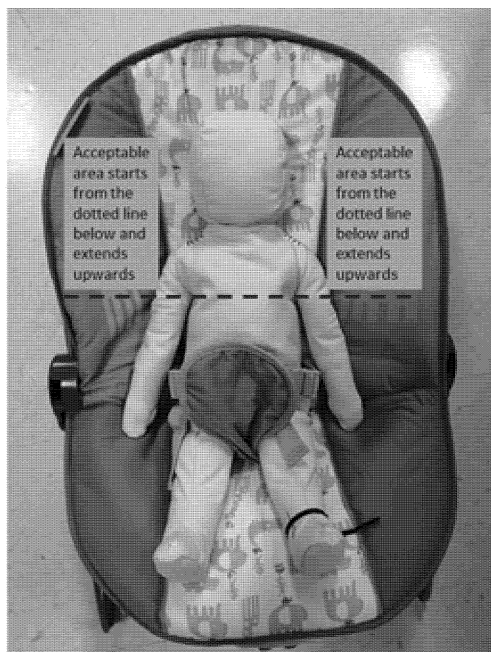 Acceptable
area starts
from the
dotted line
below and
extends
upwards
Acceptable
area starts
from the
dotted line
below and
extends
upwards